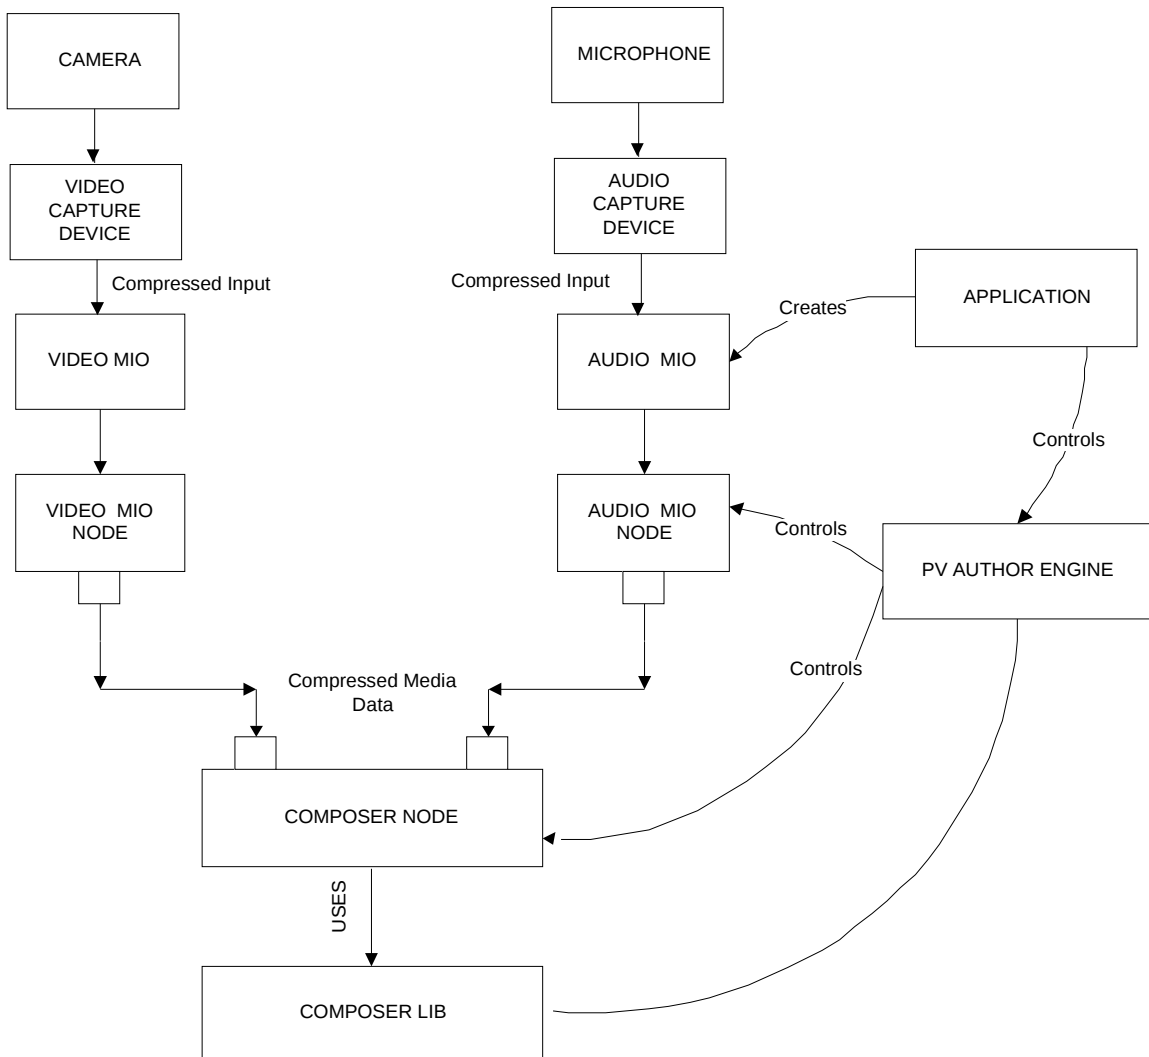 CAMERA
MICROPHONE
VIDEO
CAPTURE
DEVICE
AUDIO
CAPTURE
DEVICE
Compressed Input
Compressed Input
APPLICATION
Creates
VIDEO MIO
AUDIO MIO
Controls
VIDEO MIO
NODE
AUDIO MIO
NODE
Controls
PV AUTHOR ENGINE
Controls
Compressed Media
Data
COMPOSER NODE
USES
COMPOSER LIB